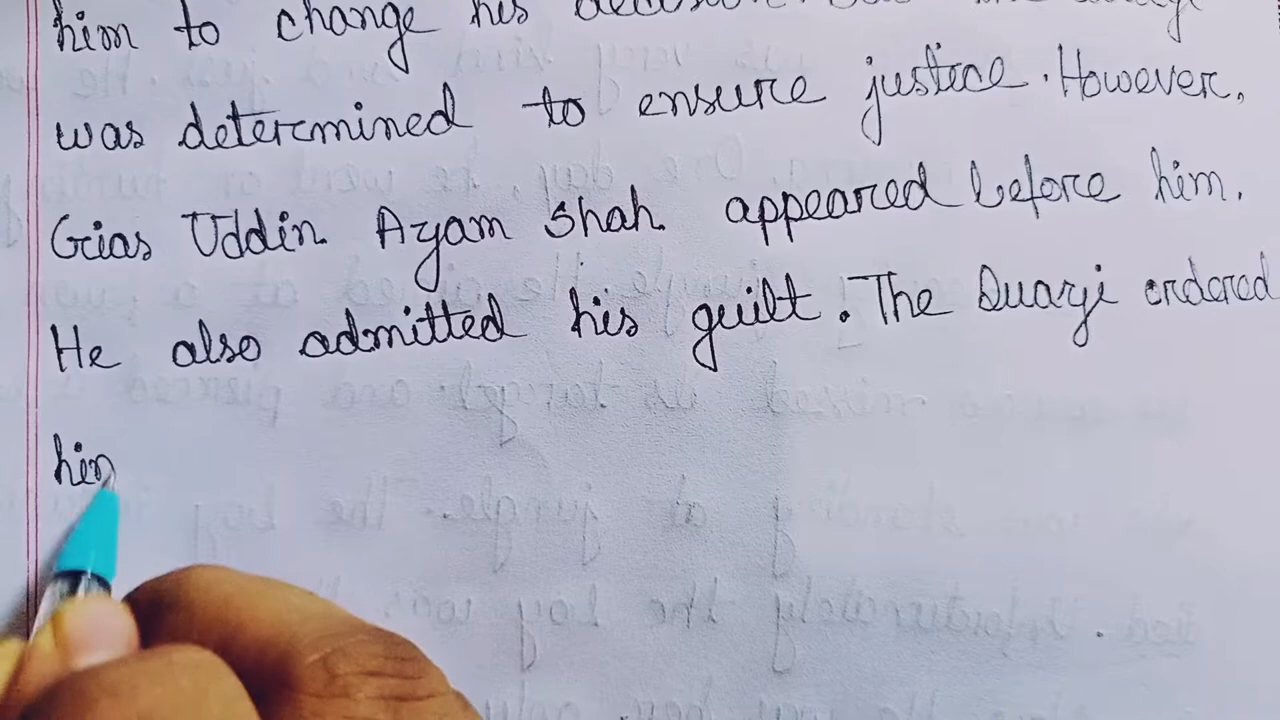 him to change his decision
was determined to ensure justice. However,
Gias Uddin Azam Shah appeared before him.
He also admitted his guilt. The Quazi ordered
him